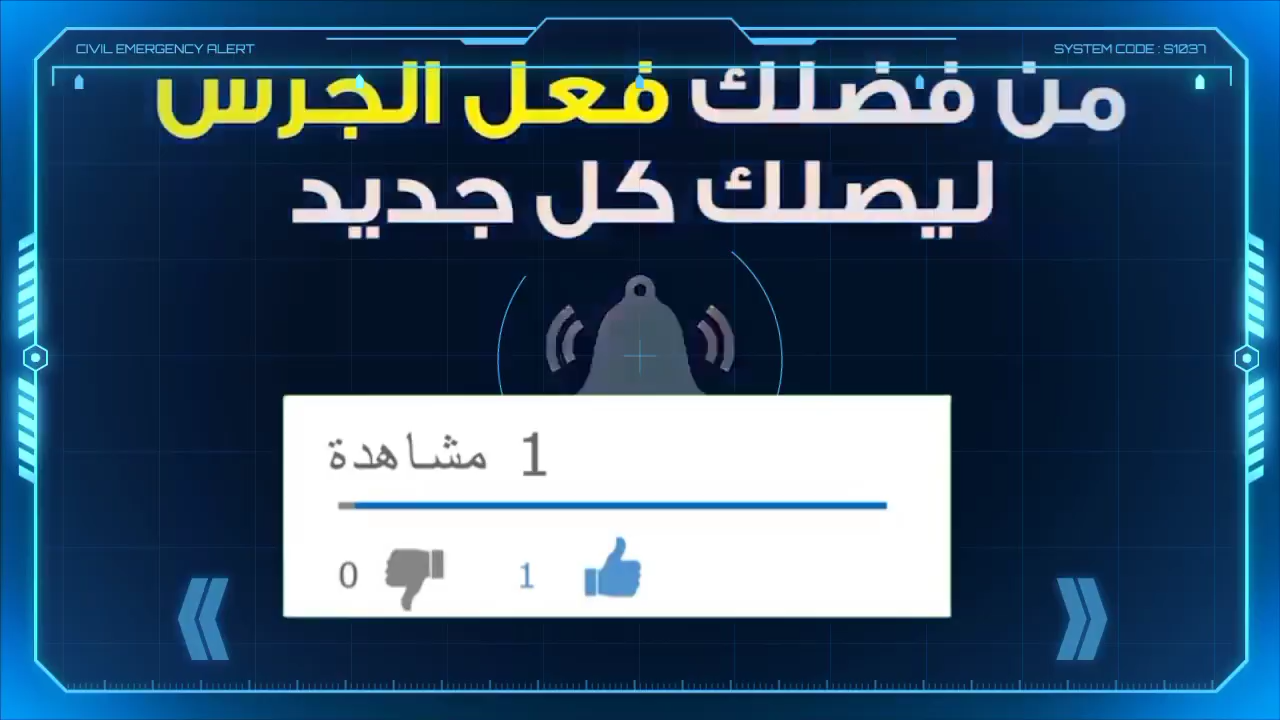 CIVIL EMERGENCY ALERT
SYSTEM CODE : S1037
من فضلك فعل الجرس
ليصلك كل جديد
1 مشاهدة
0 1